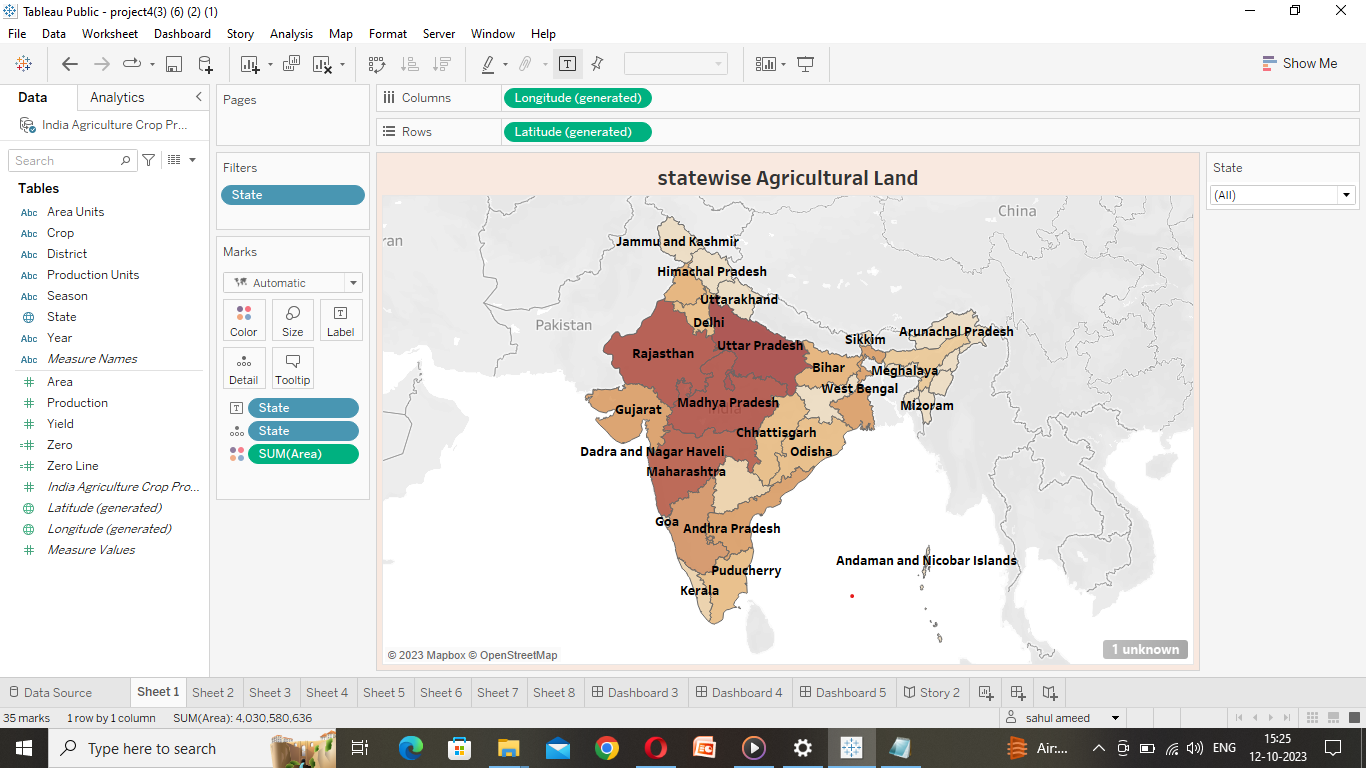 Tableau Public - project4(3) (6) (2) (1)
File Data Worksheet Dashboard Story Analysis Map Format Server Window Help
Show Me
Data Analytics
India Agriculture Crop Pr...
Search
Tables
Abc Area Units
Abc Crop
Abc District
Abc Production Units
Abc Season
State
Abc Year
Abc Measure Names
Area
Production
Yield
Zero
Zero Line
India Agriculture Crop Pro...
Latitude (generated)
Longitude (generated)
Measure Values
Pages
Filters
State
Marks
Automatic
Color Size Label
Detail Tooltip
State
State
SUM(Area)
Columns Longitude (generated)
Rows Latitude (generated)
statewise Agricultural Land
China
ran
Jammu and Kashmir
Himachal Pradesh
Uttarakhand
Pakistan
Delhi
Arunachal Pradesh
Sikkim
Uttar Pradesh
Rajasthan
Bihar
Meghalaya
West Bengal
Madhya Pradesh
Mizoram
India
Gujarat
Chhattisgarh
Dadra and Nagar Haveli
Odisha
Maharashtra
Goa
Andhra Pradesh
Andaman and Nicobar Islands
Puducherry
Kerala
© 2023 Mapbox © OpenStreetMap
1 unknown
State
(All)
Data Source Sheet 1 Sheet 2 Sheet 3 Sheet 4 Sheet 5 Sheet 6 Sheet 7 Sheet 8 Dashboard 3 Dashboard 4 Dashboard 5 Story 2
35 marks 1 row by 1 column SUM(Area): 4,030,580,636 sahul ameed
Type here to search
Air:...
ENG
15:25
12-10-2023